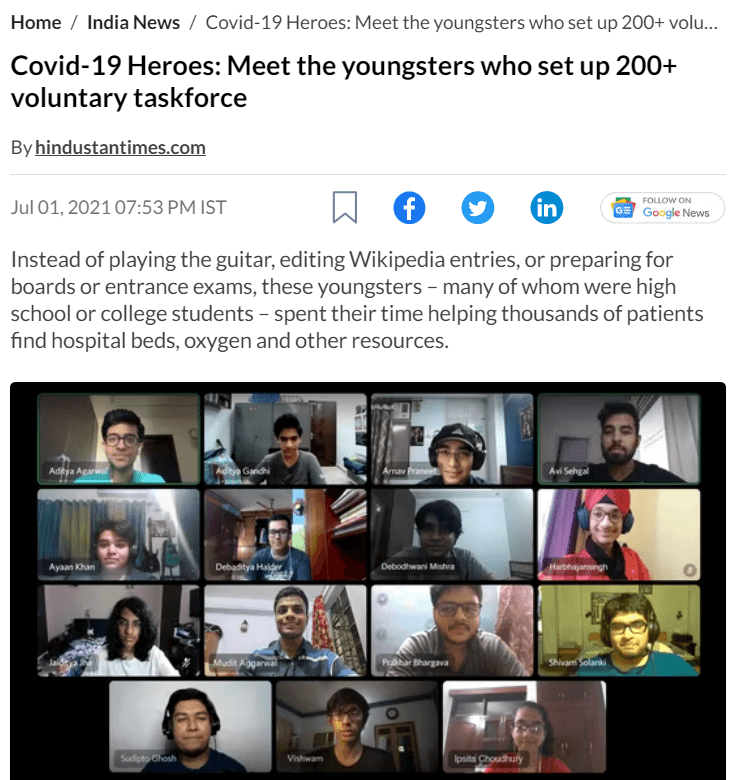 Home / India News / Covid-19 Heroes: Meet the youngsters who set up 200+ volu...
Covid-19 Heroes: Meet the youngsters who set up 200+
voluntary taskforce
By hindustantimes.com
Jul 01, 2021 07:53 PM IST
FOLLOW ON
Google News
Instead of playing the guitar, editing Wikipedia entries, or preparing for
boards or entrance exams, these youngsters – many of whom were high
school or college students – spent their time helping thousands of patients
find hospital beds, oxygen and other resources.
Aditya Agarwal
Aditya Gandhi
Arnav Praneet
Avi Sehgal
Ayaan Khan
Debaditya Halder
Debodhwani Mishra
Harbhajansingh
Jaiditya Jha
Mudit Aggarwal
Prakhar Bhargava
Shivam Solanki
Sudipto Ghosh
Vishwam
Ipsita Choudhury